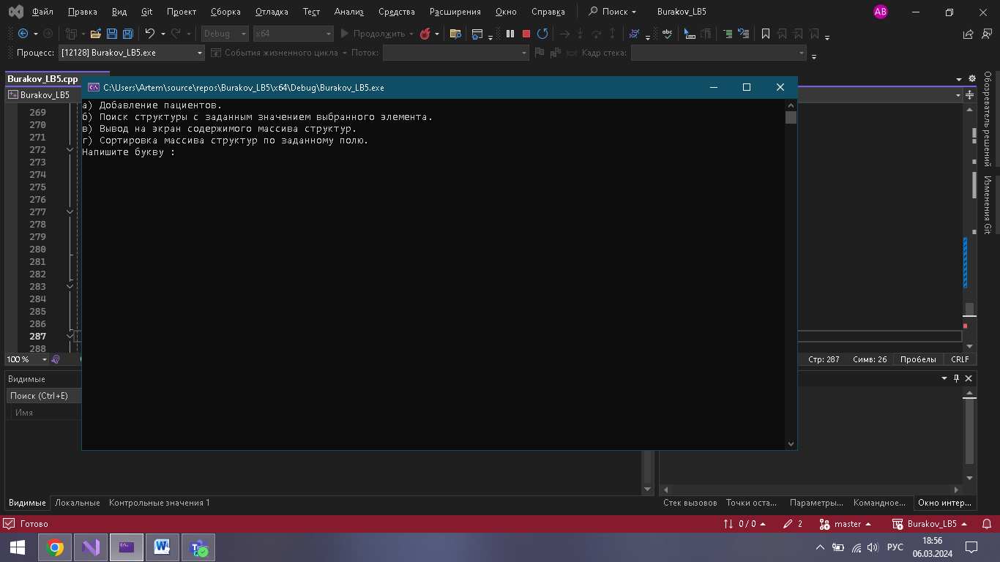 Файл Правка Вид Git Проект Сборка Отладка Тест Анализ Средства Расширения Окно Справка Поиск Burakov_LB5 AB
Debug x64 Продолжить
Процесс: [12128] Burakov_LB5.exe События жизненного цикла Поток: Кадр стека:
Burakov_LB5.cpp
Burakov_LB5
C:\Users\Artem\source\repos\Burakov_LB5\x64\Debug\Burakov_LB5.exe
а) Добавление пациентов.
б) Поиск структуры с заданным значением выбранного элемента.
в) Вывод на экран содержимого массива структур.
г) Сортировка массива структур по заданному полю.
Напишите букву :
269
270
271
272
273
274
275
276
277
278
279
280
281
282
283
284
285
286
287
288
Обозреватель решений
Изменения Git
100 % Стр: 287 Симв: 26 Пробелы CRLF
Видимые
Поиск (Ctrl+E)
Имя
Видимые Локальные Контрольные значения 1
Стек вызовов Точки оста... Параметры... Командное... Окно интер...
Готово 0 / 0 2 master Burakov_LB5
РУС 18:56
06.03.2024